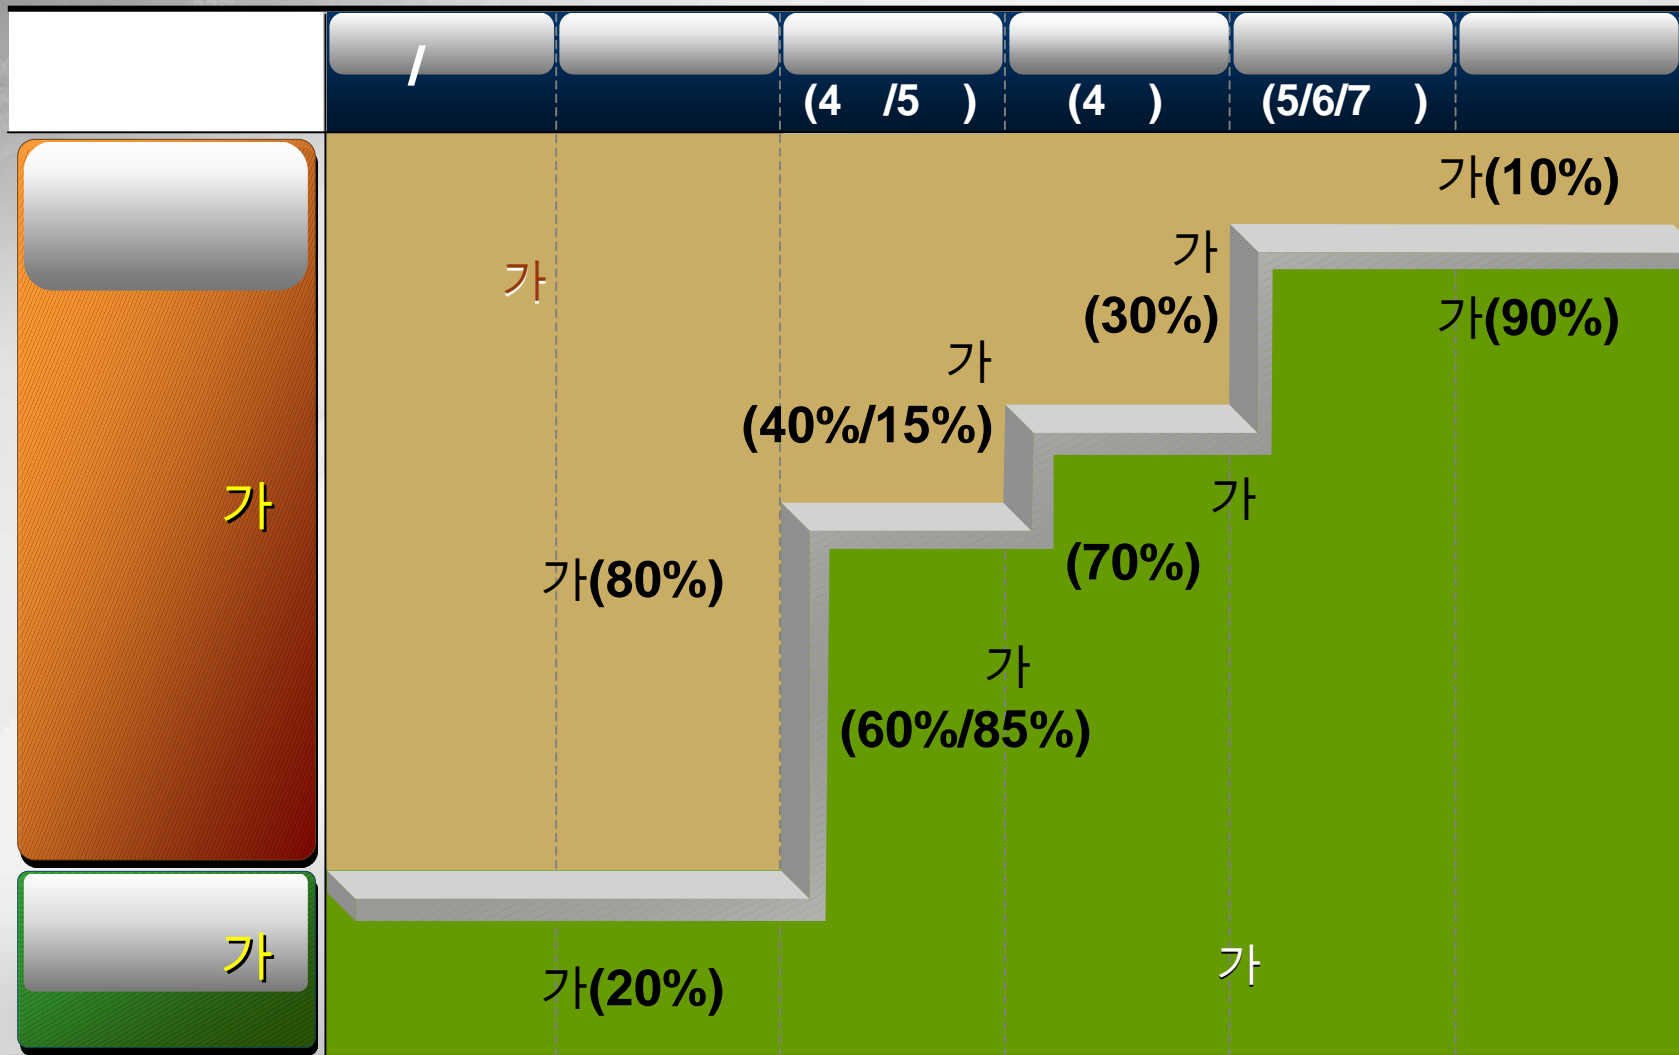 /
(4 /5 )
(4 )
(5/6/7 )
가(10%)
가
(30%)
가
가(90%)
가
(40%/15%)
가
가
(70%)
가(80%)
가
(60%/85%)
가
가
가(20%)